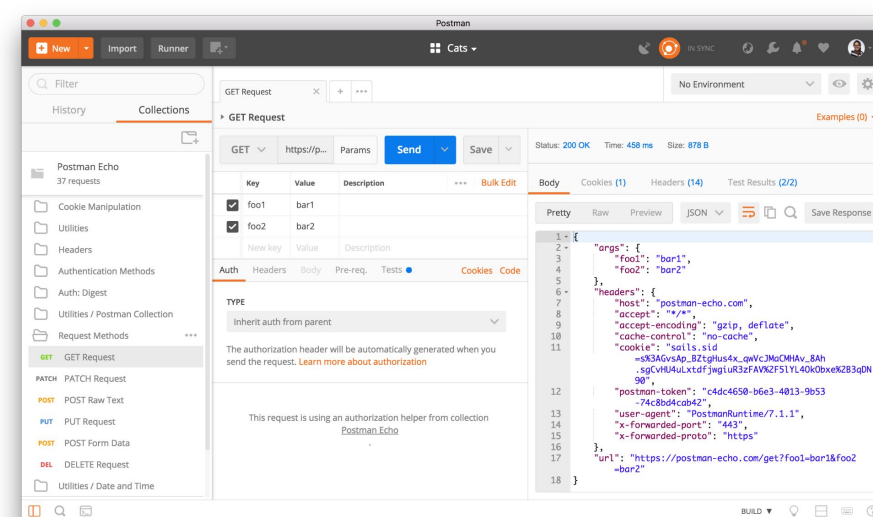 Postman
New
Import
Runner
Cats
IN SYNC
Filter
History
Collections
Postman Echo
37 requests
Cookie Manipulation
Utilities
Headers
Authentication Methods
Auth: Digest
Utilities / Postman Collection
Request Methods
GET GET Request
PATCH PATCH Request
POST POST Raw Text
PUT PUT Request
POST POST Form Data
DEL DELETE Request
Utilities / Date and Time
GET Request
No Environment
GET Request
Examples (0)
GET https://p... Params Send Save
Key Value Description Bulk Edit
foo1 bar1
foo2 bar2
New key Value Description
Auth Headers Body Pre-req. Tests Cookies Code
TYPE
Inherit auth from parent
The authorization header will be automatically generated when you
send the request. Learn more about authorization
This request is using an authorization helper from collection
Postman Echo
.
Status: 200 OK Time: 458 ms Size: 878 B
Body Cookies (1) Headers (14) Test Results (2/2)
Pretty Raw Preview JSON Save Response
1 {
2 "args": {
3 "foo1": "bar1",
4 "foo2": "bar2"
5 },
6 "headers": {
7 "host": "postman-echo.com",
8 "accept": "*/*",
9 "accept-encoding": "gzip, deflate",
10 "cache-control": "no-cache",
11 "cookie": "sails.sid
=s%3AGvsAp_BZtgHus4x_qwVcJMaCMHAv_8Ah
.sgCvHU4uLxtdfjwgiuR3zFAV%2F5lYL4OkObxe%2B3qDN
90",
12 "postman-token": "c4dc4650-b6e3-4013-9b53
-74c8bd4cab42",
13 "user-agent": "PostmanRuntime/7.1.1",
14 "x-forwarded-port": "443",
15 "x-forwarded-proto": "https"
16 },
17 "url": "https://postman-echo.com/get?foo1=bar1&foo2
=bar2"
18 }
BUILD